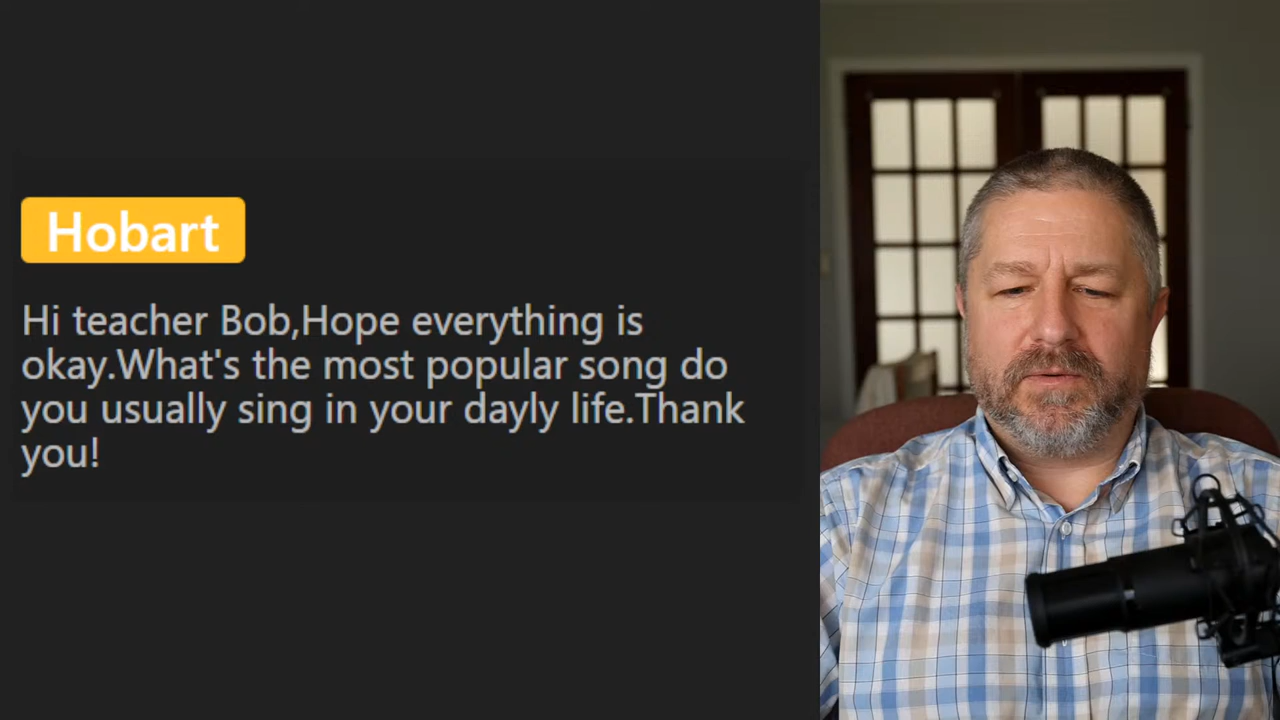 Hobart
Hi teacher Bob,Hope everything is
okay.What's the most popular song do
you usually sing in your dayly life.Thank
you!